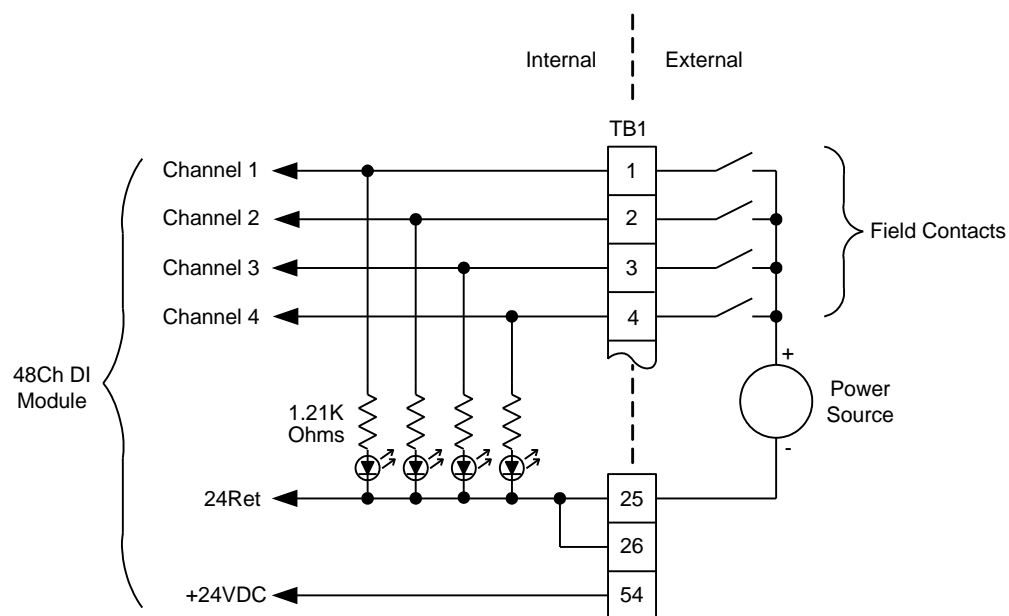 Internal
External
TB1
Channel 1
1
Channel 2
2
Field Contacts
Channel 3
3
Channel 4
4
+
48Ch DI
Module
Power
Source
1.21K
Ohms
-
24Ret
25
26
+24VDC
54